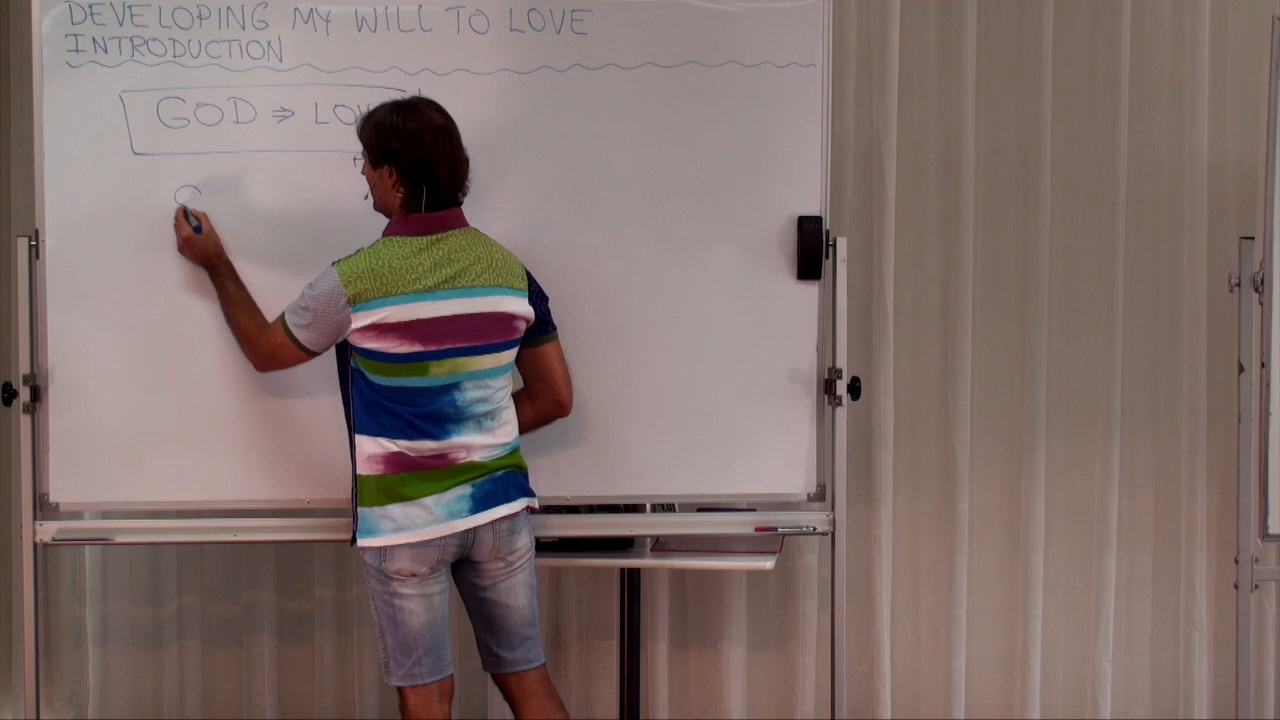 DEVELOPING MY WILL TO LOVE
INTRODUCTION
GOD ⇒